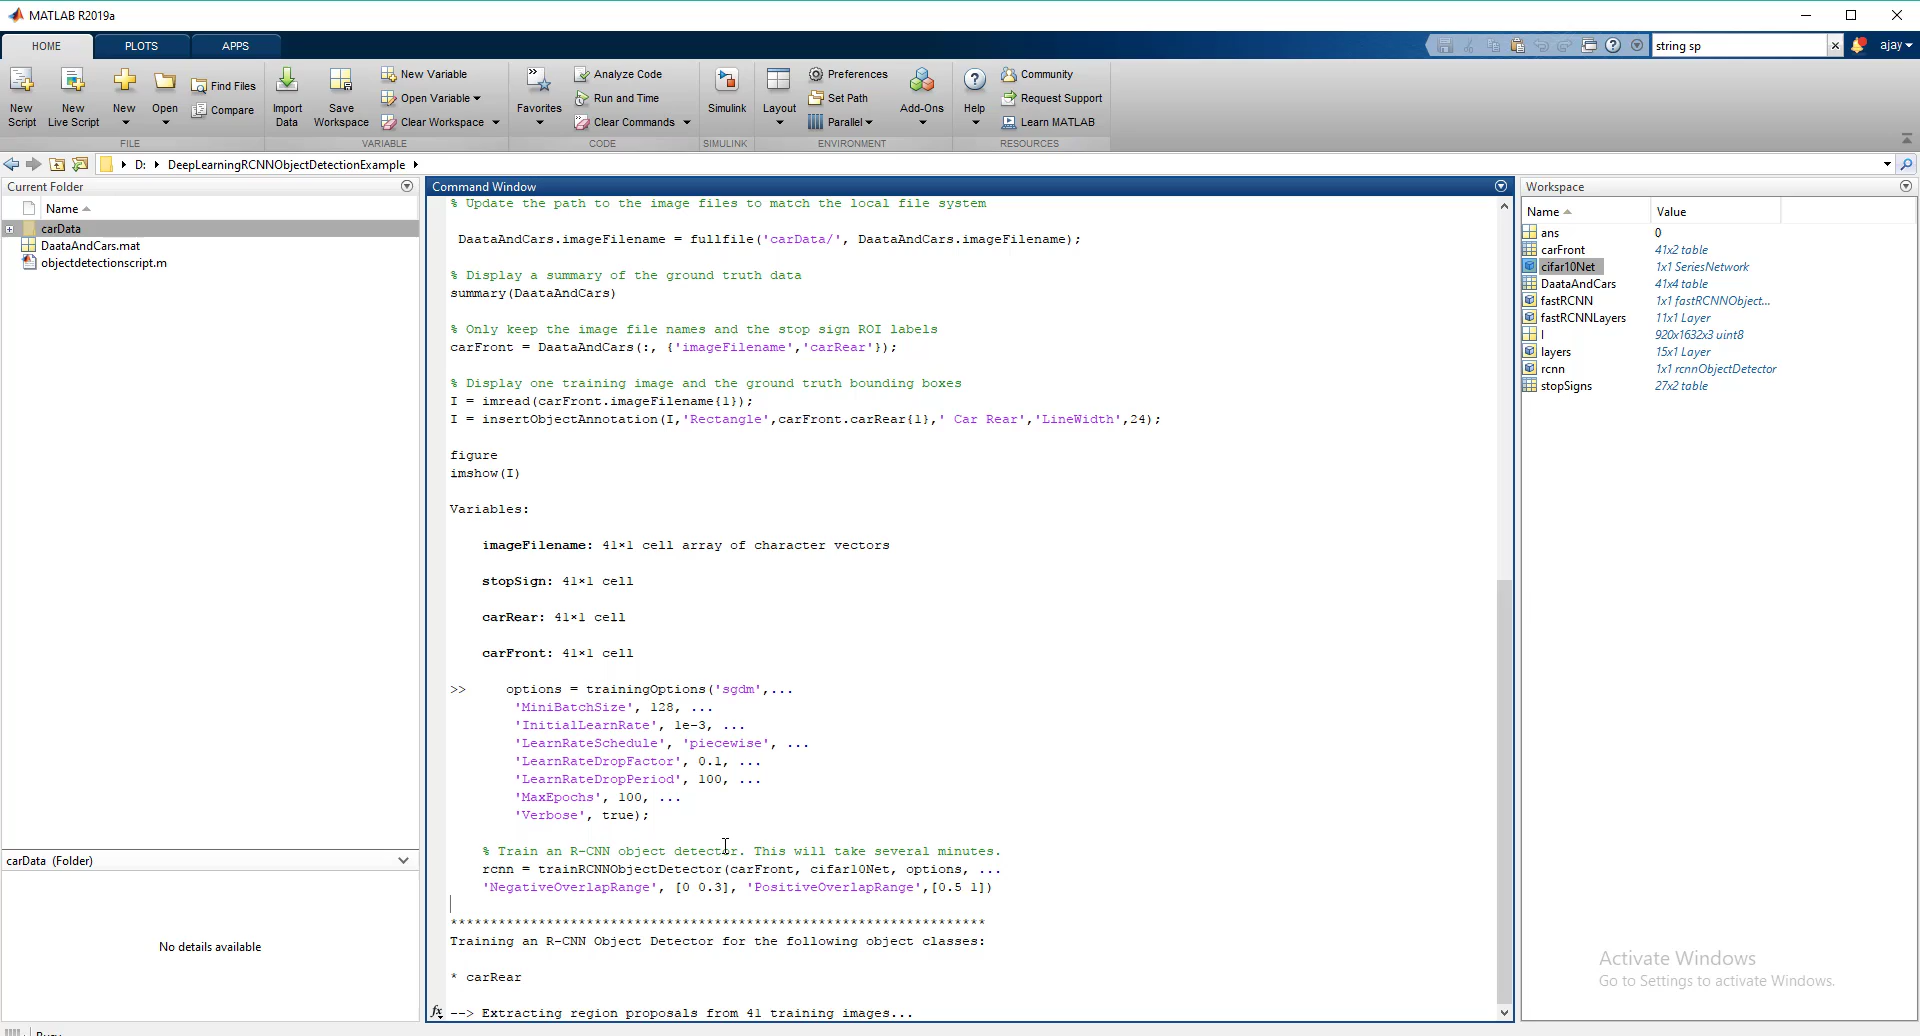 MATLAB R2019a
HOME
PLOTS
APPS
string sp
ajay
New Script
New Live Script
New
Open
Find Files
Compare
Import Data
Save Workspace
New Variable
Open Variable
Clear Workspace
Favorites
Analyze Code
Run and Time
Clear Commands
Simulink
Layout
Preferences
Set Path
Parallel
Add-Ons
Help
Community
Request Support
Learn MATLAB
FILE
VARIABLE
CODE
SIMULINK
ENVIRONMENT
RESOURCES
D:
DeepLearningRCNNObjectDetectionExample
Current Folder
Name
carData
DaataAndCars.mat
objectdetectionscript.m
carData (Folder)
No details available
Command Window
% Update the path to the image files to match the local file system
DaataAndCars.imageFilename = fullfile('carData/', DaataAndCars.imageFilename);
% Display a summary of the ground truth data
summary(DaataAndCars)
% Only keep the image file names and the stop sign ROI labels
carFront = DaataAndCars(:, {'imageFilename','carRear'});
% Display one training image and the ground truth bounding boxes
I = imread(carFront.imageFilename{1});
I = insertObjectAnnotation(I,'Rectangle',carFront.carRear{1},' Car Rear','LineWidth',24);
figure
imshow(I)
Variables:
imageFilename: 41×1 cell array of character vectors
stopSign: 41×1 cell
carRear: 41×1 cell
carFront: 41×1 cell
>> options = trainingOptions('sgdm',...
'MiniBatchSize', 128, ...
'InitialLearnRate', 1e-3, ...
'LearnRateSchedule', 'piecewise', ...
'LearnRateDropFactor', 0.1, ...
'LearnRateDropPeriod', 100, ...
'MaxEpochs', 100, ...
'Verbose', true);
% Train an R-CNN object detector. This will take several minutes.
rcnn = trainRCNNObjectDetector(carFront, cifar10Net, options, ...
'NegativeOverlapRange', [0 0.3], 'PositiveOverlapRange',[0.5 1])
*******************************************************************
Training an R-CNN Object Detector for the following object classes:
* carRear
fx --> Extracting region proposals from 41 training images...
Workspace
Name Value
ans 0
carFront 41x2 table
cifar10Net 1x1 SeriesNetwork
DaataAndCars 41x4 table
fastRCNN 1x1 fastRCNNObject...
fastRCNNLayers 11x1 Layer
I 920x1632x3 uint8
layers 15x1 Layer
rcnn 1x1 rcnnObjectDetector
stopSigns 27x2 table
Activate Windows
Go to Settings to activate Windows.